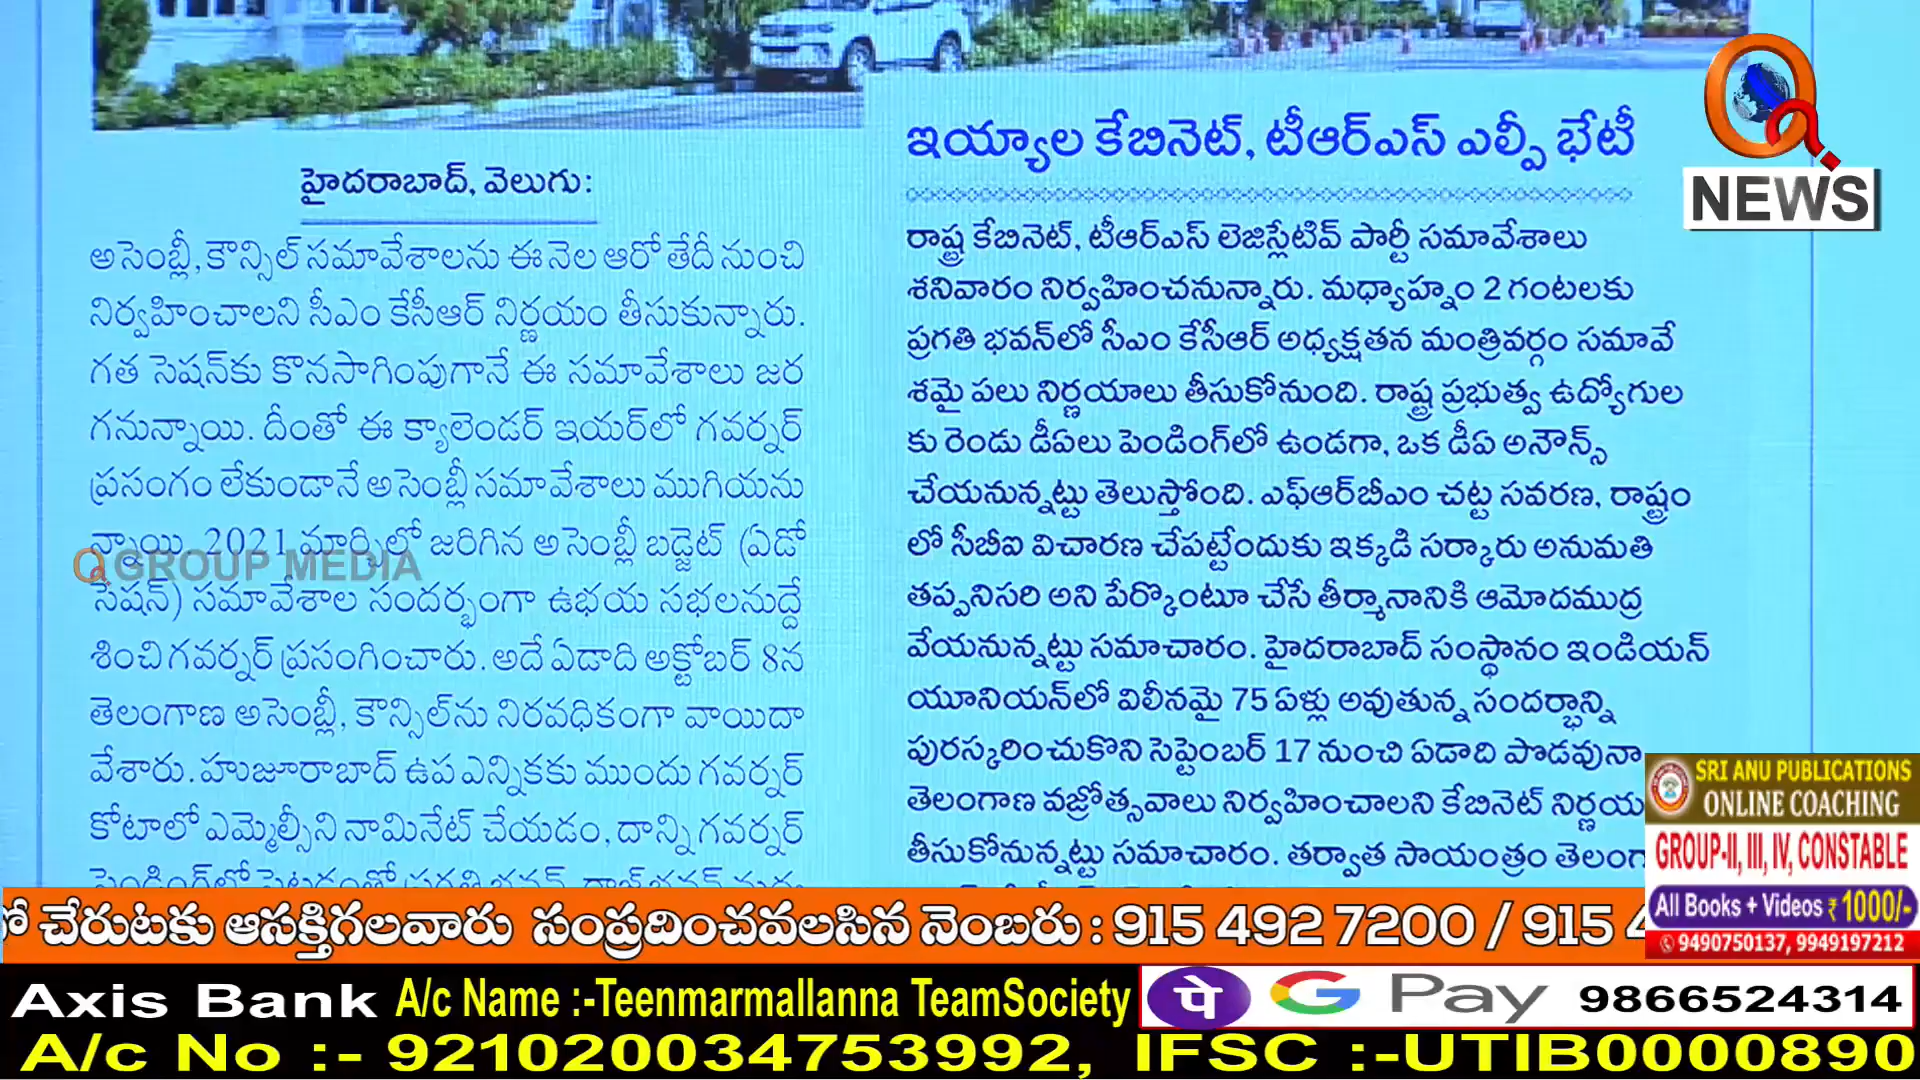 హైదరాబాద్, వెలుగు:
అసెంబ్లీ, కౌన్సిల్ సమావేశాలను ఈ నెల ఆరో తేదీ నుంచి
నిర్వహించాలని సీఎం కేసీఆర్ నిర్ణయం తీసుకున్నారు.
గత సెషన్‌కు కొనసాగింపుగానే ఈ సమావేశాలు జర
గనున్నాయి. దీంతో ఈ క్యాలెండర్ ఇయర్‌లో గవర్నర్
ప్రసంగం లేకుండానే అసెంబ్లీ సమావేశాలు ముగియను
న్నాయి. 2021 మార్చిలో జరిగిన అసెంబ్లీ బడ్జెట్ (ఏడో
సెషన్) సమావేశాల సందర్భంగా ఉభయ సభలనుద్దే
శించి గవర్నర్ ప్రసంగించారు. అదే ఏడాది అక్టోబర్ 8న
తెలంగాణ అసెంబ్లీ, కౌన్సిల్‌ను నిరవధికంగా వాయిదా
వేశారు. హుజూరాబాద్ ఉప ఎన్నికకు ముందు గవర్నర్
కోటాలో ఎమ్మెల్సీని నామినేట్ చేయడం, దాన్ని గవర్నర్
ఇయ్యాల కేబినెట్, టీఆర్ఎస్ ఎల్పీ భేటీ
రాష్ట్ర కేబినెట్, టీఆర్ఎస్ లెజిస్లేటివ్ పార్టీ సమావేశాలు
శనివారం నిర్వహించనున్నారు. మధ్యాహ్నం 2 గంటలకు
ప్రగతి భవన్‌లో సీఎం కేసీఆర్ అధ్యక్షతన మంత్రివర్గం సమావే
శమై పలు నిర్ణయాలు తీసుకోనుంది. రాష్ట్ర ప్రభుత్వ ఉద్యోగుల
కు రెండు డీఏలు పెండింగ్‌లో ఉండగా, ఒక డీఏ అనౌన్స్
చేయనున్నట్టు తెలుస్తోంది. ఎఫ్ఆర్‌బీఎం చట్ట సవరణ, రాష్ట్రం
లో సీబీఐ విచారణ చేపట్టేందుకు ఇక్కడి సర్కారు అనుమతి
తప్పనిసరి అని పేర్కొంటూ చేసే తీర్మానానికి ఆమోదముద్ర
వేయనున్నట్టు సమాచారం. హైదరాబాద్ సంస్థానం ఇండియన్
యూనియన్‌లో విలీనమై 75 ఏళ్లు అవుతున్న సందర్భాన్ని
పురస్కరించుకొని సెప్టెంబర్ 17 నుంచి ఏడాది పొడవునా
తెలంగాణ వజ్రోత్సవాలు నిర్వహించాలని కేబినెట్ నిర్ణయ
తీసుకోనున్నట్టు సమాచారం. తర్వాత సాయంత్రం తెలంగ
Q GROUP MEDIA
Q NEWS
SRI ANU PUBLICATIONS
ONLINE COACHING
GROUP-II, III, IV, CONSTABLE
All Books + Videos ₹ 1000/-
9490750137, 9949197212
లో చేరుటకు ఆసక్తిగలవారు సంప్రదించవలసిన నెంబరు : 915 492 7200 / 915 4
Axis Bank A/c Name :-Teenmarmallanna TeamSociety
పే G Pay 9866524314
A/c No :- 921020034753992, IFSC :-UTIB0000890